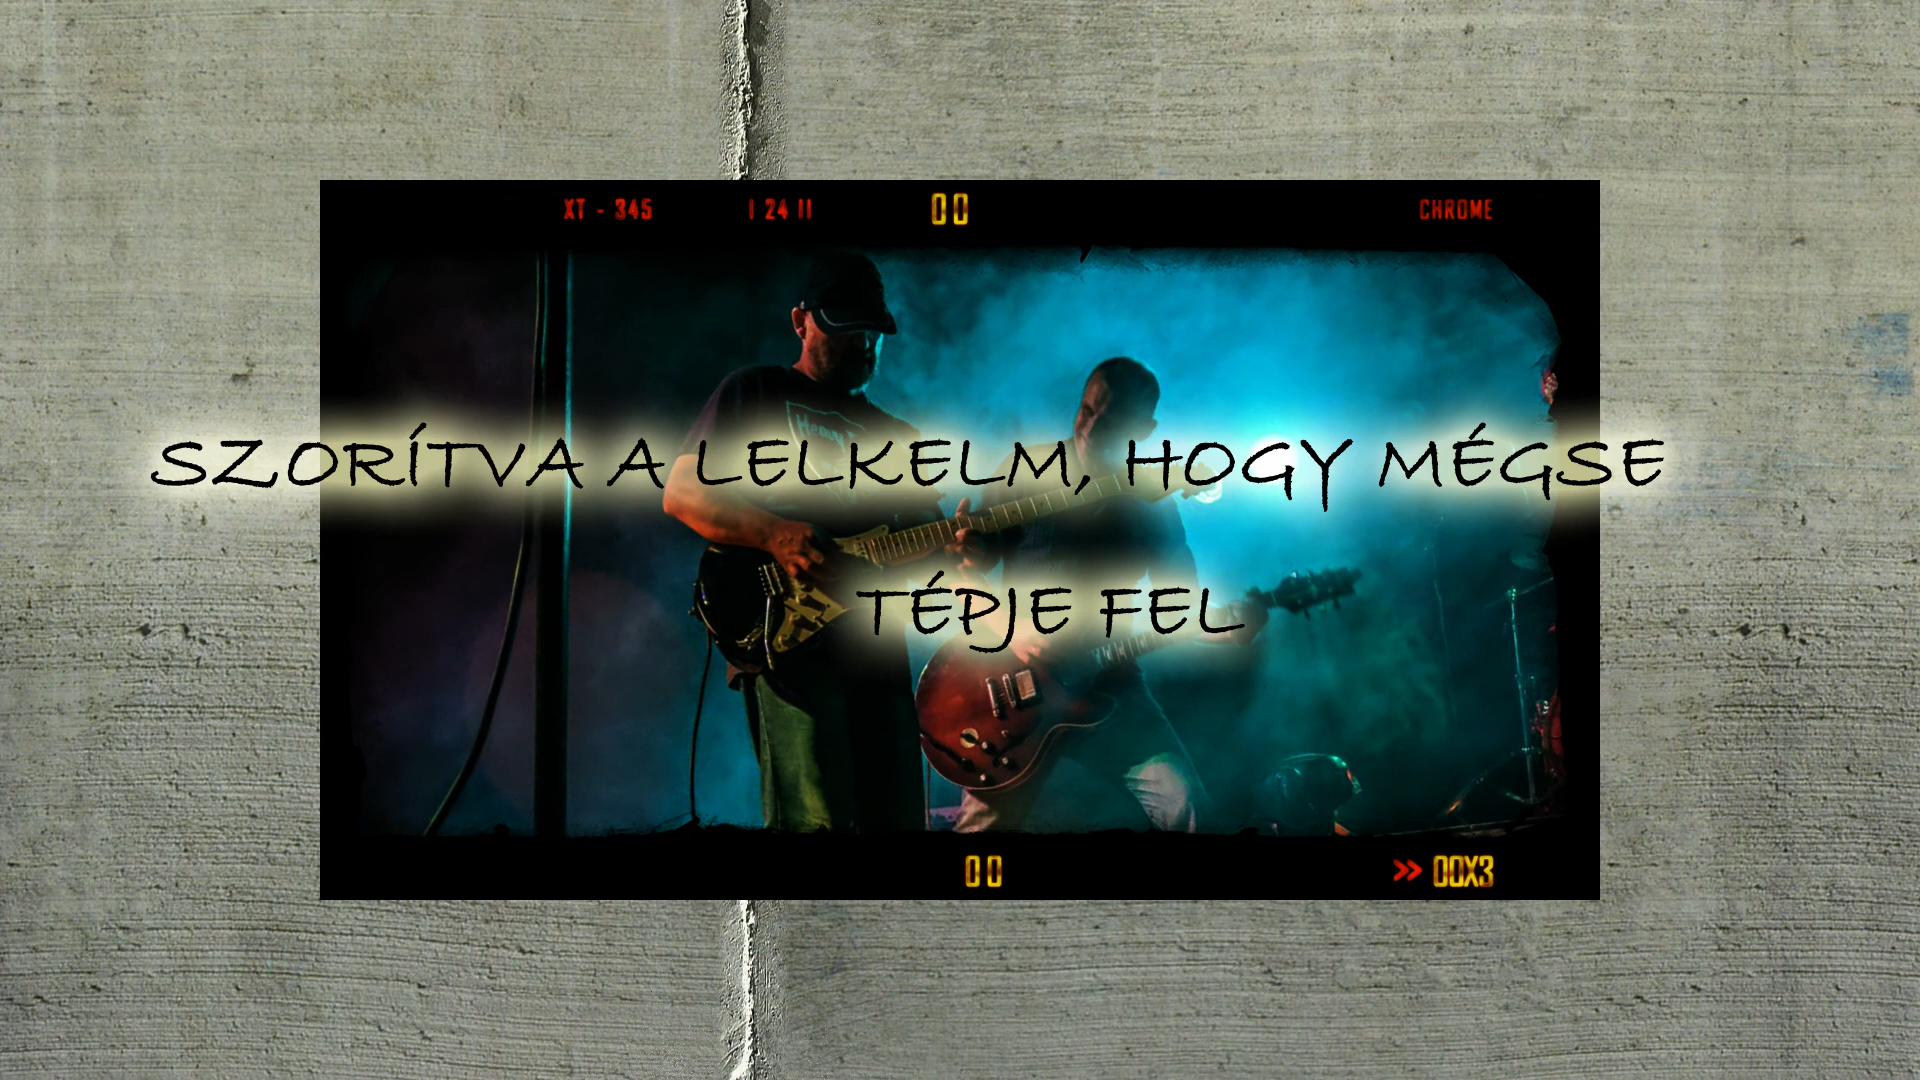 XT - 345 I 24 II 00 CHROME
SZORÍTVA A LELKELM, HOGY MÉGSE
TÉPJE FEL
00 >> 00X3